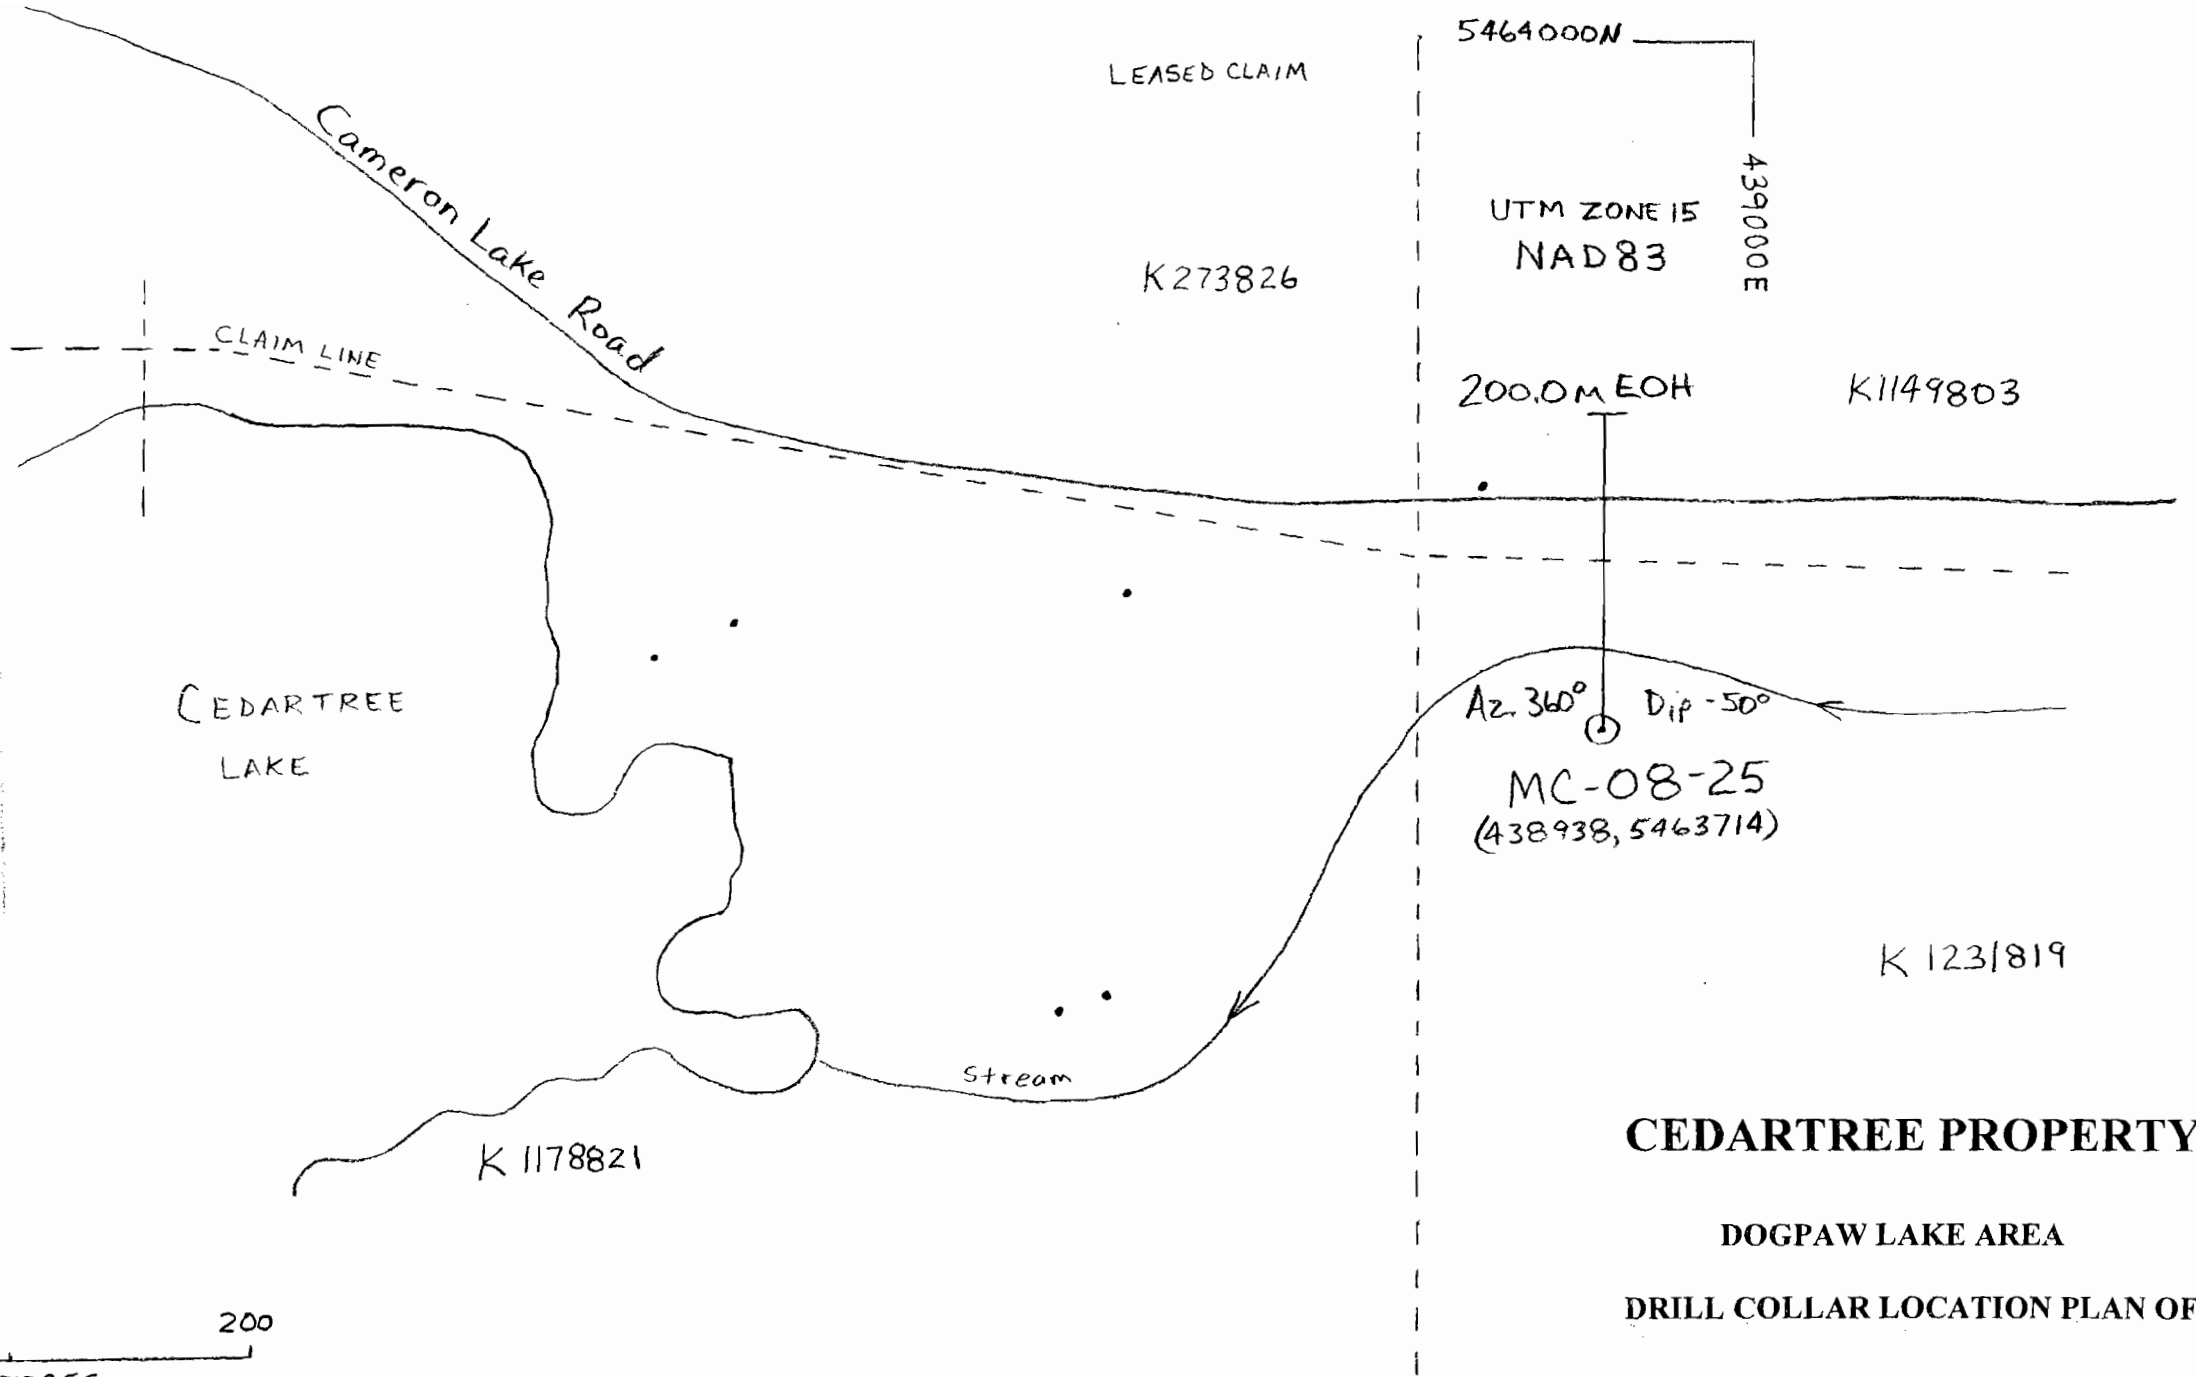 5464000N
LEASED CLAIM
439000E
UTM ZONE 15
NAD83
K273826
Cameron Lake Road
CLAIM LINE
200.0M EOH
K1149803
CEDARTREE
LAKE
Az. 360° Dip -50°
MC-08-25
(438938, 5463714)
K 1231819
Stream
K 1178821
CEDARTREE PROPERTY
DOGPAW LAKE AREA
DRILL COLLAR LOCATION PLAN OF
200